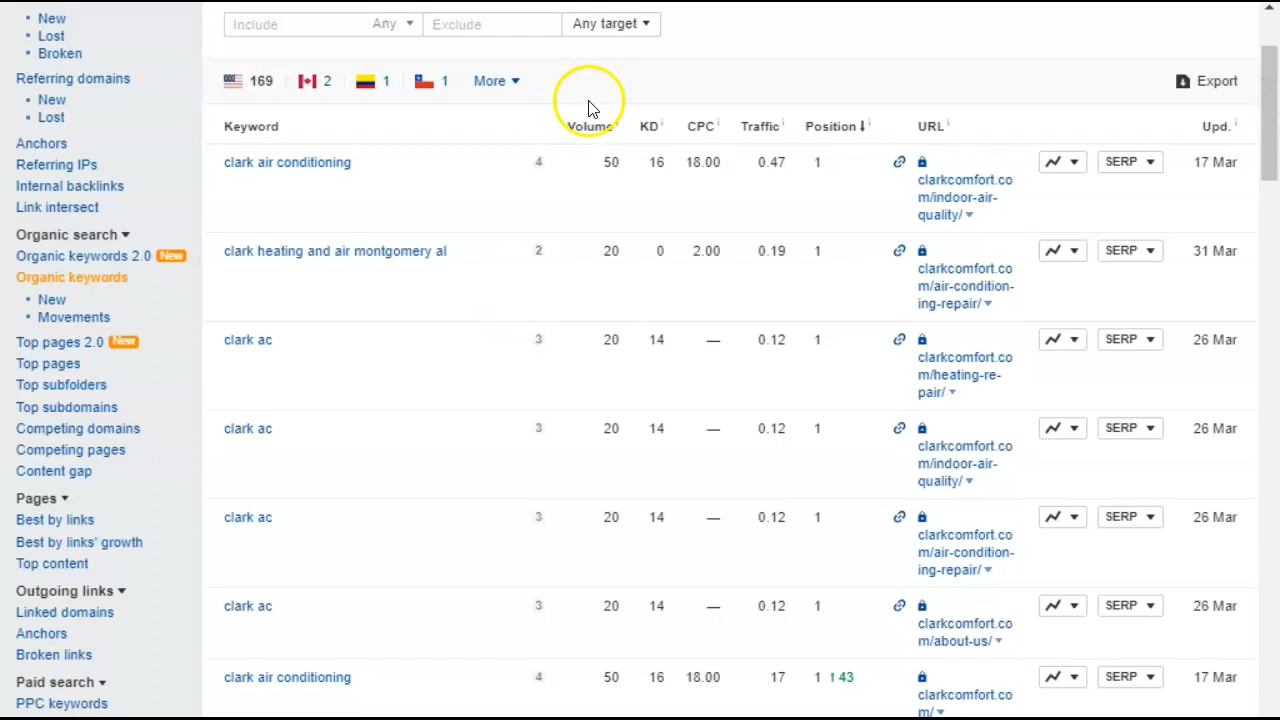 New
Lost
Broken
Referring domains
New
Lost
Anchors
Referring IPs
Internal backlinks
Link intersect
Organic search
Organic keywords 2.0 New
Organic keywords
New
Movements
Top pages 2.0 New
Top pages
Top subfolders
Top subdomains
Competing domains
Competing pages
Content gap
Pages
Best by links
Best by links' growth
Top content
Outgoing links
Linked domains
Anchors
Broken links
Paid search
PPC keywords
Include Any Exclude Any target
169 2 1 1 More Export
Keyword Volume KD CPC Traffic Position URL Upd.
clark air conditioning 4 50 16 18.00 0.47 1 SERP 17 Mar
clarkcomfort.co
m/indoor-air-
quality/
clark heating and air montgomery al 2 20 0 2.00 0.19 1 SERP 31 Mar
clarkcomfort.co
m/air-condition-
ing-repair/
clark ac 3 20 14 — 0.12 1 SERP 26 Mar
clarkcomfort.co
m/heating-re-
pair/
clark ac 3 20 14 — 0.12 1 SERP 26 Mar
clarkcomfort.co
m/indoor-air-
quality/
clark ac 3 20 14 — 0.12 1 SERP 26 Mar
clarkcomfort.co
m/air-condition-
ing-repair/
clark ac 3 20 14 — 0.12 1 SERP 26 Mar
clarkcomfort.co
m/about-us/
clark air conditioning 4 50 16 18.00 17 1 ↑43 SERP 17 Mar
clarkcomfort.co
m/